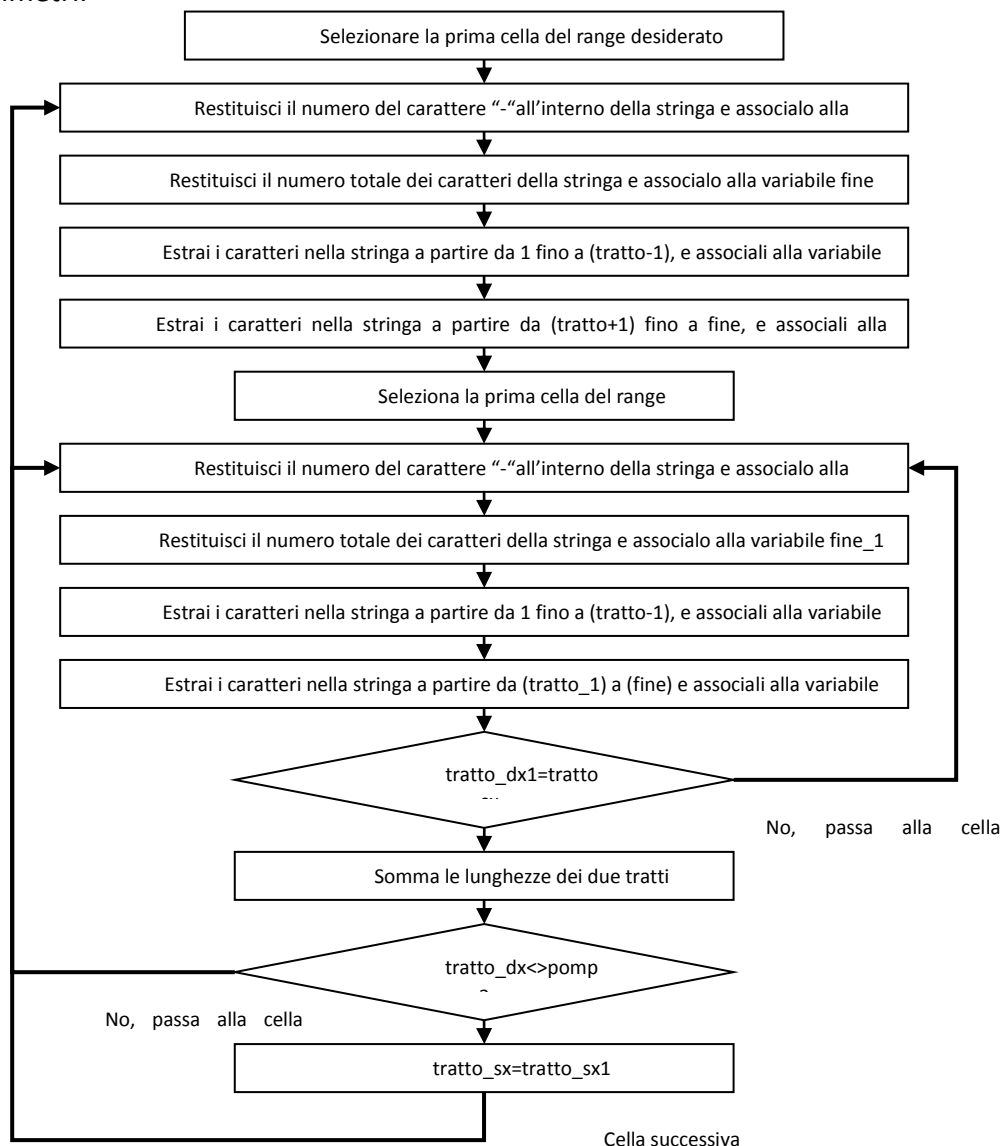 Selezionare la prima cella del range desiderato
Restituisci il numero del carattere “-“all’interno della stringa e associalo alla
Restituisci il numero totale dei caratteri della stringa e associalo alla variabile fine
Estrai i caratteri nella stringa a partire da 1 fino a (tratto-1), e associali alla variabile
Estrai i caratteri nella stringa a partire da (tratto+1) fino a fine, e associali alla
Seleziona la prima cella del range
Restituisci il numero del carattere “-“all’interno della stringa e associalo alla
Restituisci il numero totale dei caratteri della stringa e associalo alla variabile fine_1
Estrai i caratteri nella stringa a partire da 1 fino a (tratto-1), e associali alla variabile
Estrai i caratteri nella stringa a partire da (tratto_1) a (fine) e associali alla variabile
tratto_dx1=tratto
No, passa alla cella
Somma le lunghezze dei due tratti
tratto_dx<>pomp
No, passa alla cella
tratto_sx=tratto_sx1
Cella successiva